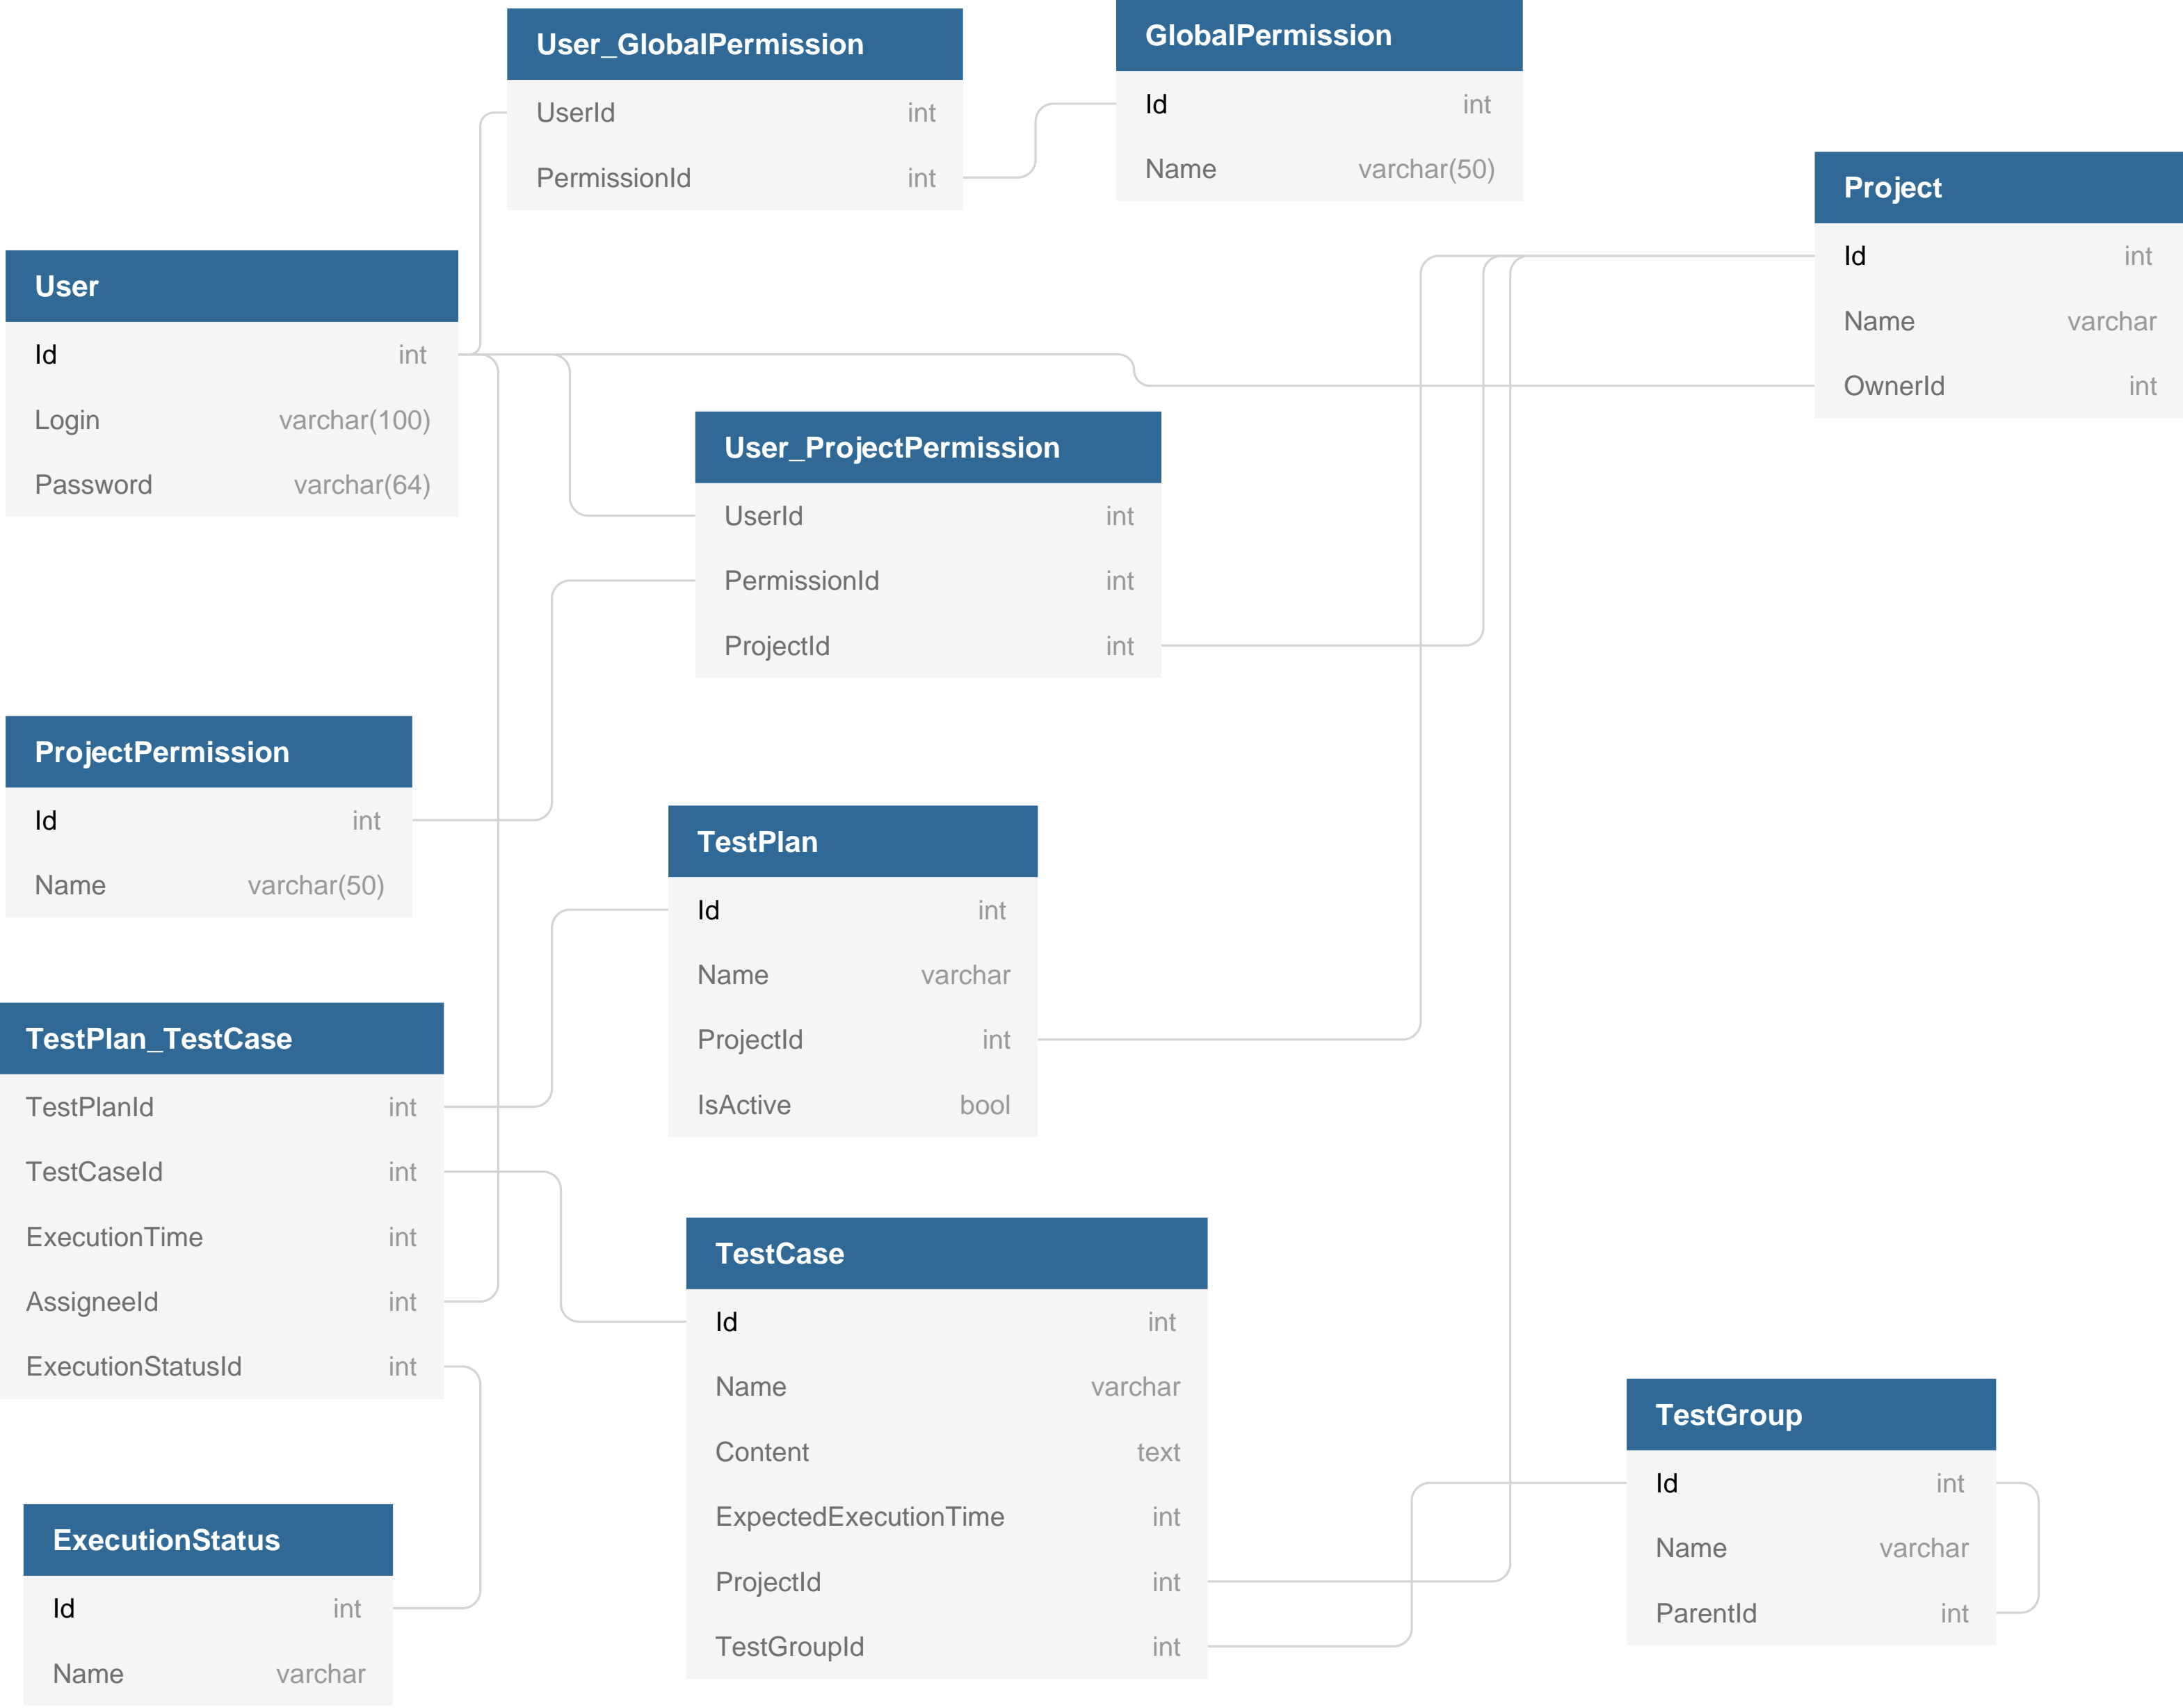 User_GlobalPermission
UserId int
PermissionId int
GlobalPermission
Id int
Name varchar(50)
Project
Id int
Name varchar
OwnerId int
User
Id int
Login varchar(100)
Password varchar(64)
User_ProjectPermission
UserId int
PermissionId int
ProjectId int
ProjectPermission
Id int
Name varchar(50)
TestPlan
Id int
Name varchar
ProjectId int
IsActive bool
TestPlan_TestCase
TestPlanId int
TestCaseId int
ExecutionTime int
AssigneeId int
ExecutionStatusId int
TestCase
Id int
Name varchar
Content text
ExpectedExecutionTime int
ProjectId int
TestGroupId int
TestGroup
Id int
Name varchar
ParentId int
ExecutionStatus
Id int
Name varchar